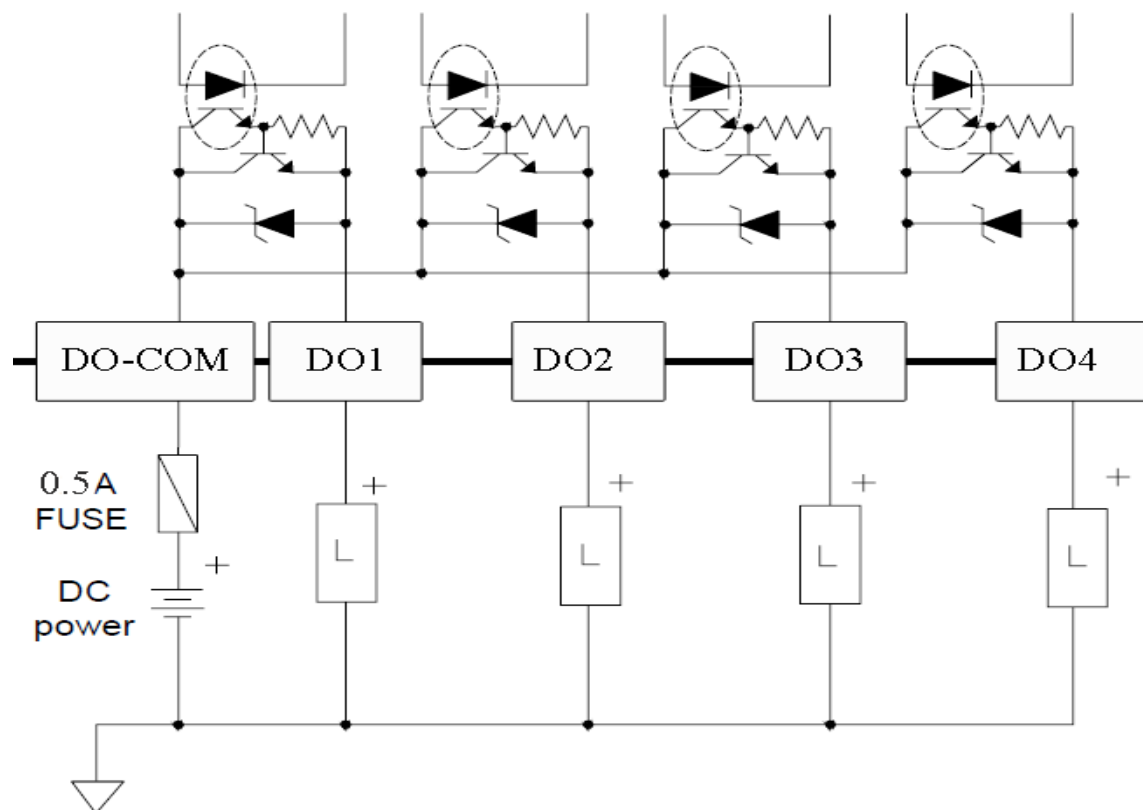 DO-COM
DO1
DO2
DO3
DO4
0.5A
FUSE
+
+
+
+
+
L
L
L
L
DC
power